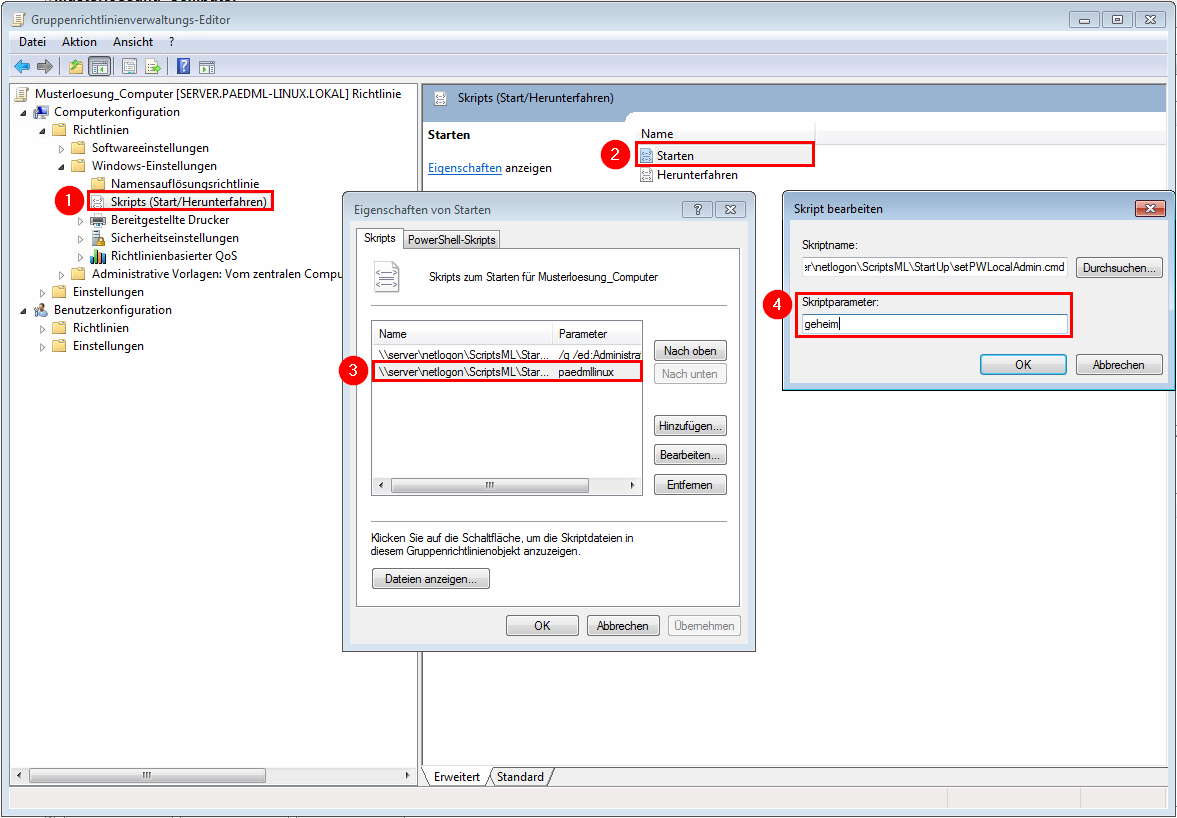 Gruppenrichtlinienverwaltungs-Editor
Datei Aktion Ansicht ?
Musterloesung_Computer [SERVER.PAEDML-LINUX.LOKAL] Richtlinie
Computerkonfiguration
Richtlinien
Softwareeinstellungen
Windows-Einstellungen
Namensauflösungsrichtlinie
1 Skripts (Start/Herunterfahren)
Bereitgestellte Drucker
Sicherheitseinstellungen
Richtlinienbasierter QoS
Administrative Vorlagen: Vom zentralen Compu
Einstellungen
Benutzerkonfiguration
Richtlinien
Einstellungen
Skripts (Start/Herunterfahren)
Starten
Eigenschaften anzeigen
Name
2 Starten
Herunterfahren
Eigenschaften von Starten
Skripts PowerShell-Skripts
Skripts zum Starten für Musterloesung_Computer
Name Parameter
\\server\netlogon\ScriptsML\Star... /q /ed:Administra
3 \\server\netlogon\ScriptsML\Star... paedmllinux
Nach oben
Nach unten
Hinzufügen...
Bearbeiten...
Entfernen
Klicken Sie auf die Schaltfläche, um die Skriptdateien in
diesem Gruppenrichtlinienobjekt anzuzeigen.
Dateien anzeigen...
OK Abbrechen Übernehmen
Skript bearbeiten
Skriptname:
er\netlogon\ScriptsML\StartUp\setPWLocalAdmin.cmd Durchsuchen...
4 Skriptparameter:
geheim
OK Abbrechen
Erweitert Standard